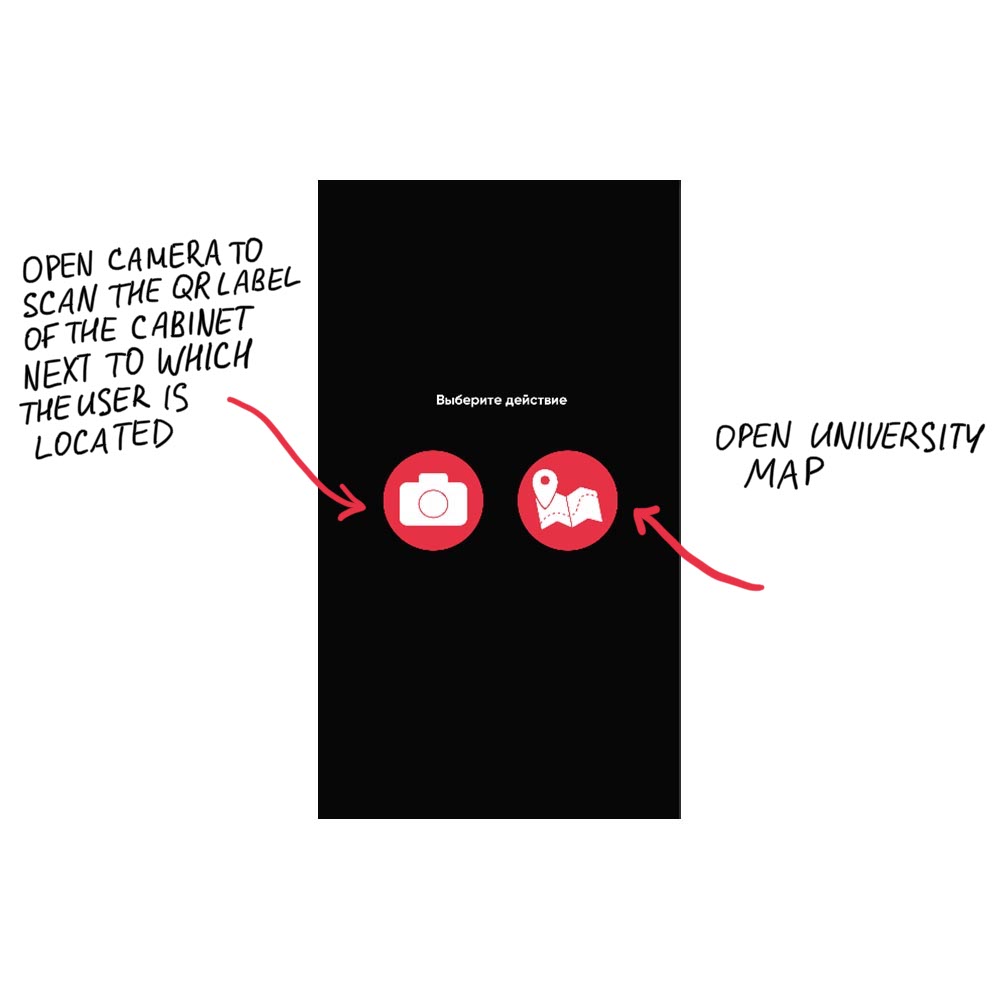 OPEN CAMERA TO
SCAN THE QR LABEL
OF THE CABINET
NEXT TO WHICH
THE USER IS
LOCATED
Выберите действие
OPEN UNIVERSITY
MAP